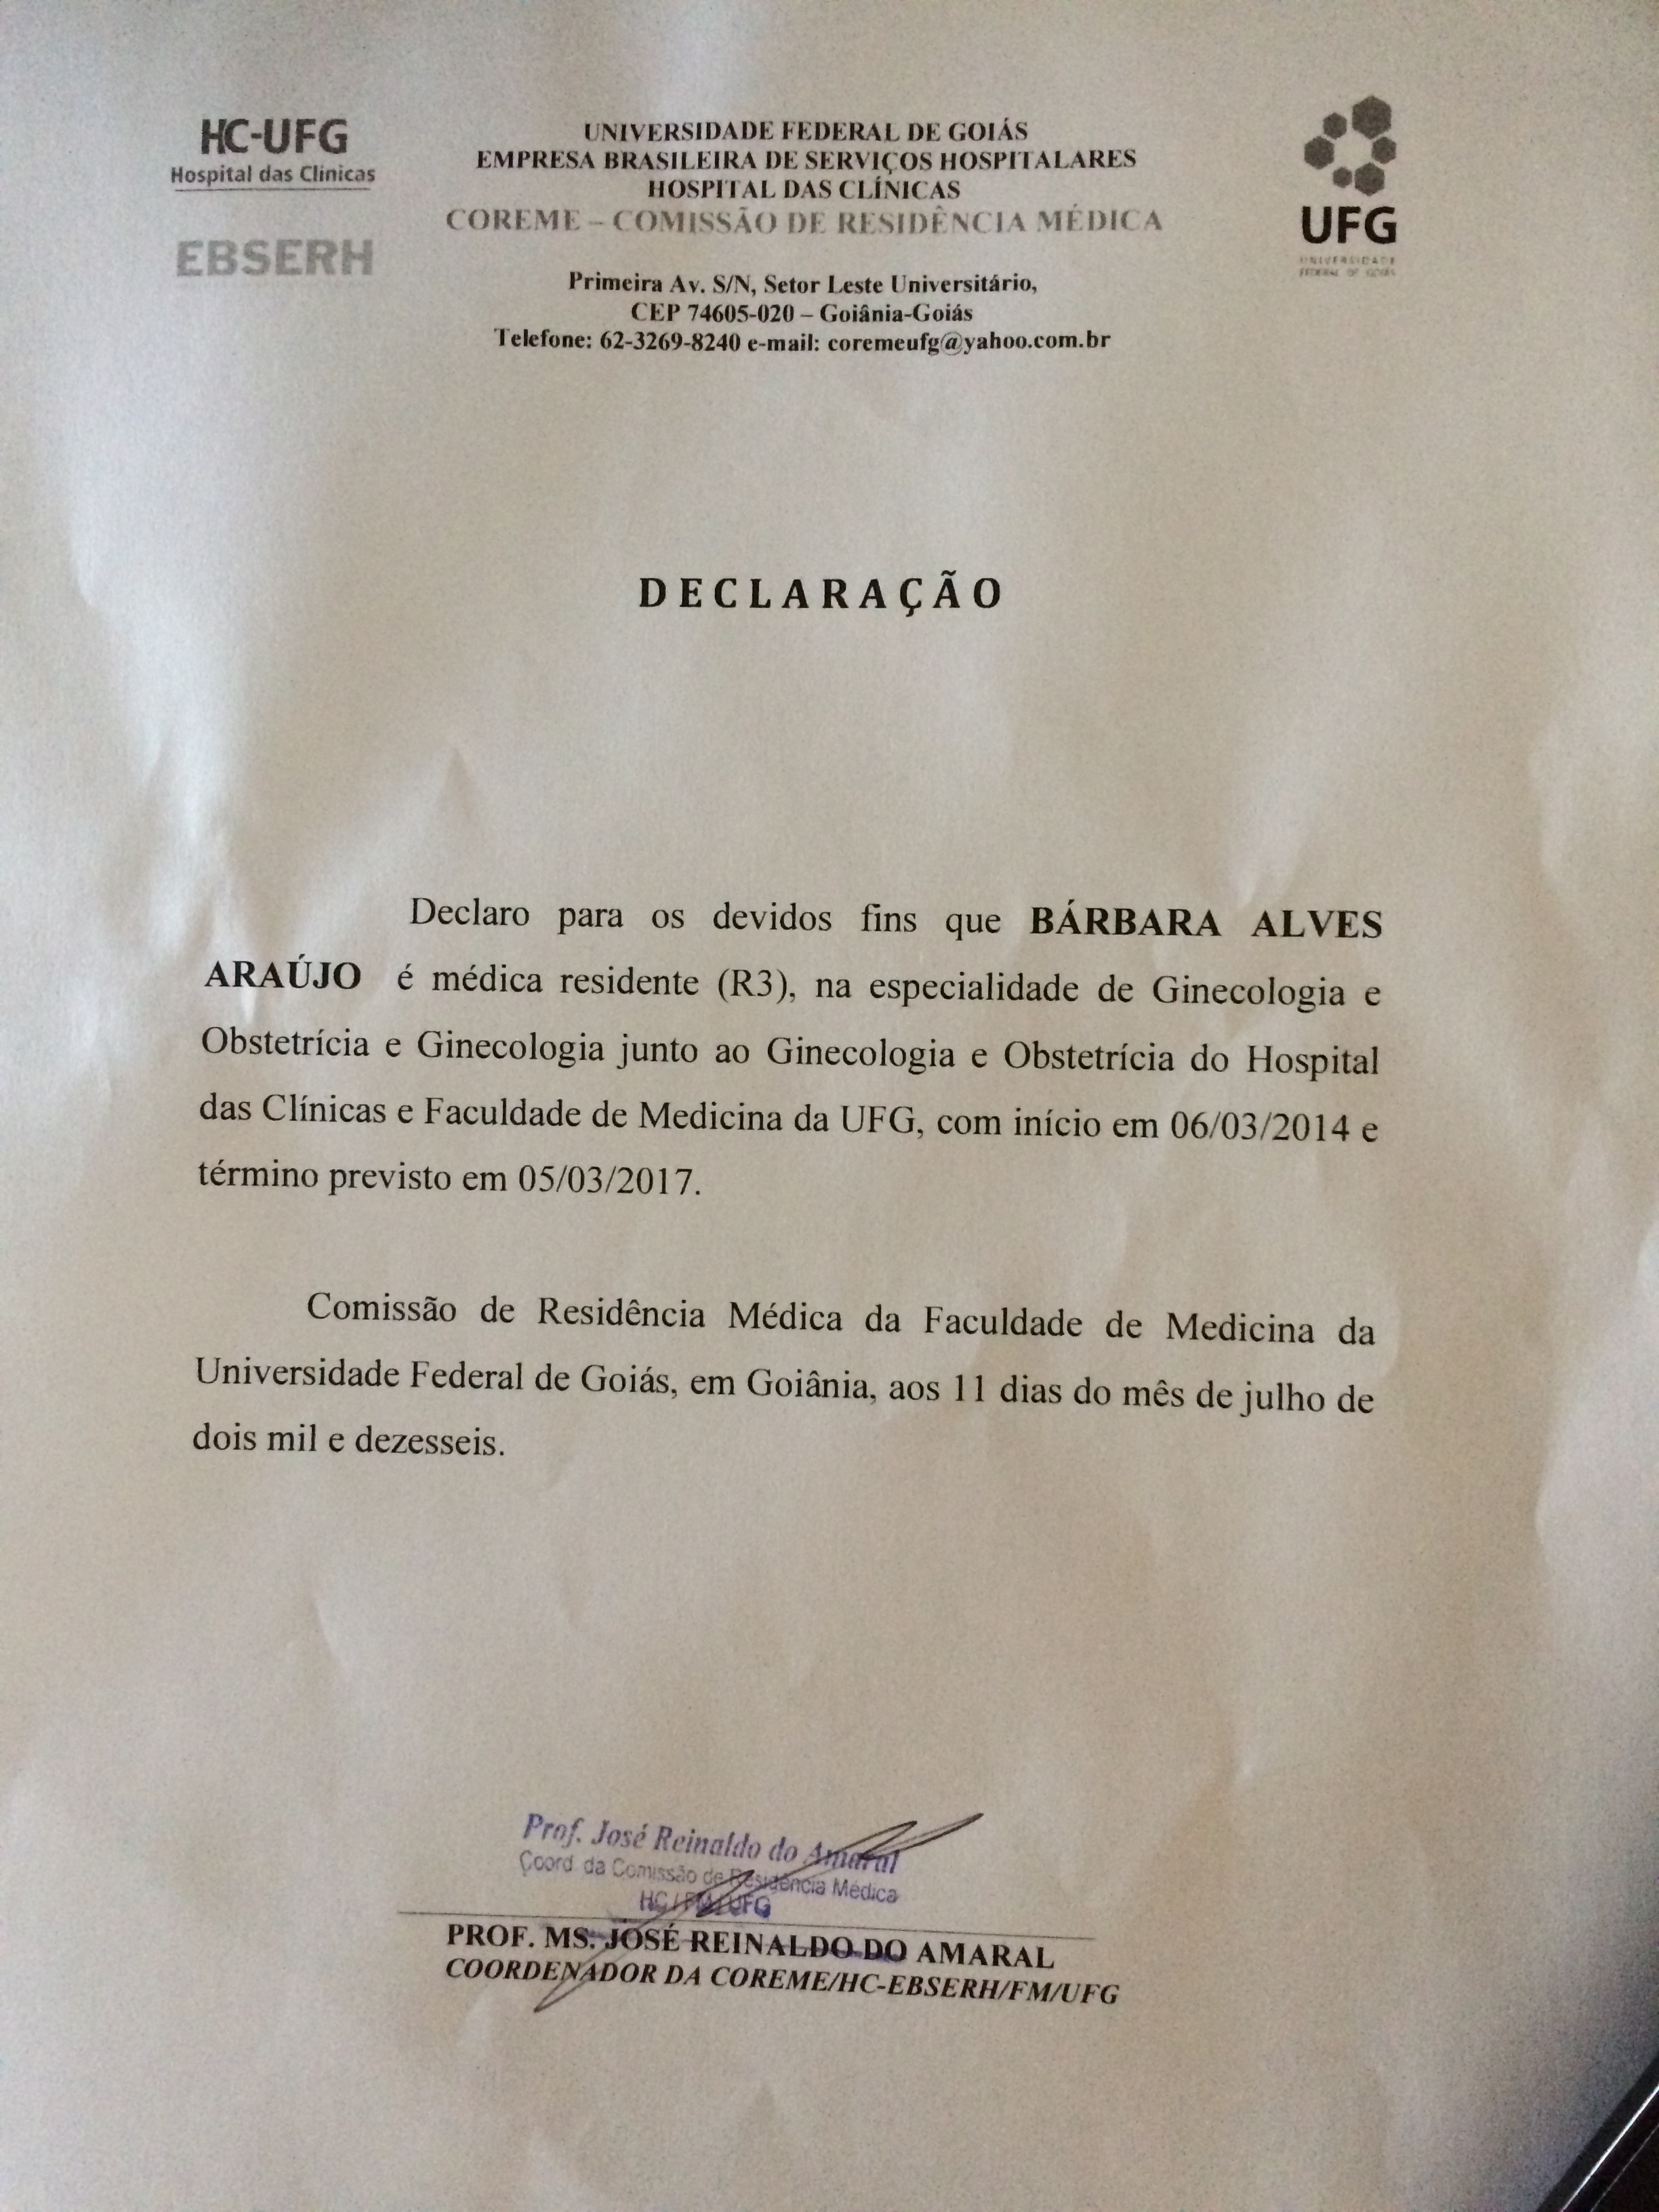 HC-UFG
Hospital das Clínicas
EBSERH
UNIVERSIDADE FEDERAL DE GOIÁS
EMPRESA BRASILEIRA DE SERVIÇOS HOSPITALARES
HOSPITAL DAS CLÍNICAS
COREME – COMISSÃO DE RESIDÊNCIA MÉDICA
Primeira Av. S/N, Setor Leste Universitário,
CEP 74605-020 – Goiânia-Goiás
Telefone: 62-3269-8240 e-mail: coremeufg@yahoo.com.br
UFG
UNIVERSIDADE
FEDERAL DE GOIÁS
DECLARAÇÃO
Declaro para os devidos fins que BÁRBARA ALVES
ARAÚJO é médica residente (R3), na especialidade de Ginecologia e
Obstetrícia e Ginecologia junto ao Ginecologia e Obstetrícia do Hospital
das Clínicas e Faculdade de Medicina da UFG, com início em 06/03/2014 e
término previsto em 05/03/2017.
Comissão de Residência Médica da Faculdade de Medicina da
Universidade Federal de Goiás, em Goiânia, aos 11 dias do mês de julho de
dois mil e dezesseis.
Prof. José Reinaldo do Amaral
Coord. da Comissão de Residência Médica
HC / FM / UFG
PROF. MS. JOSÉ REINALDO DO AMARAL
COORDENADOR DA COREME/HC-EBSERH/FM/UFG